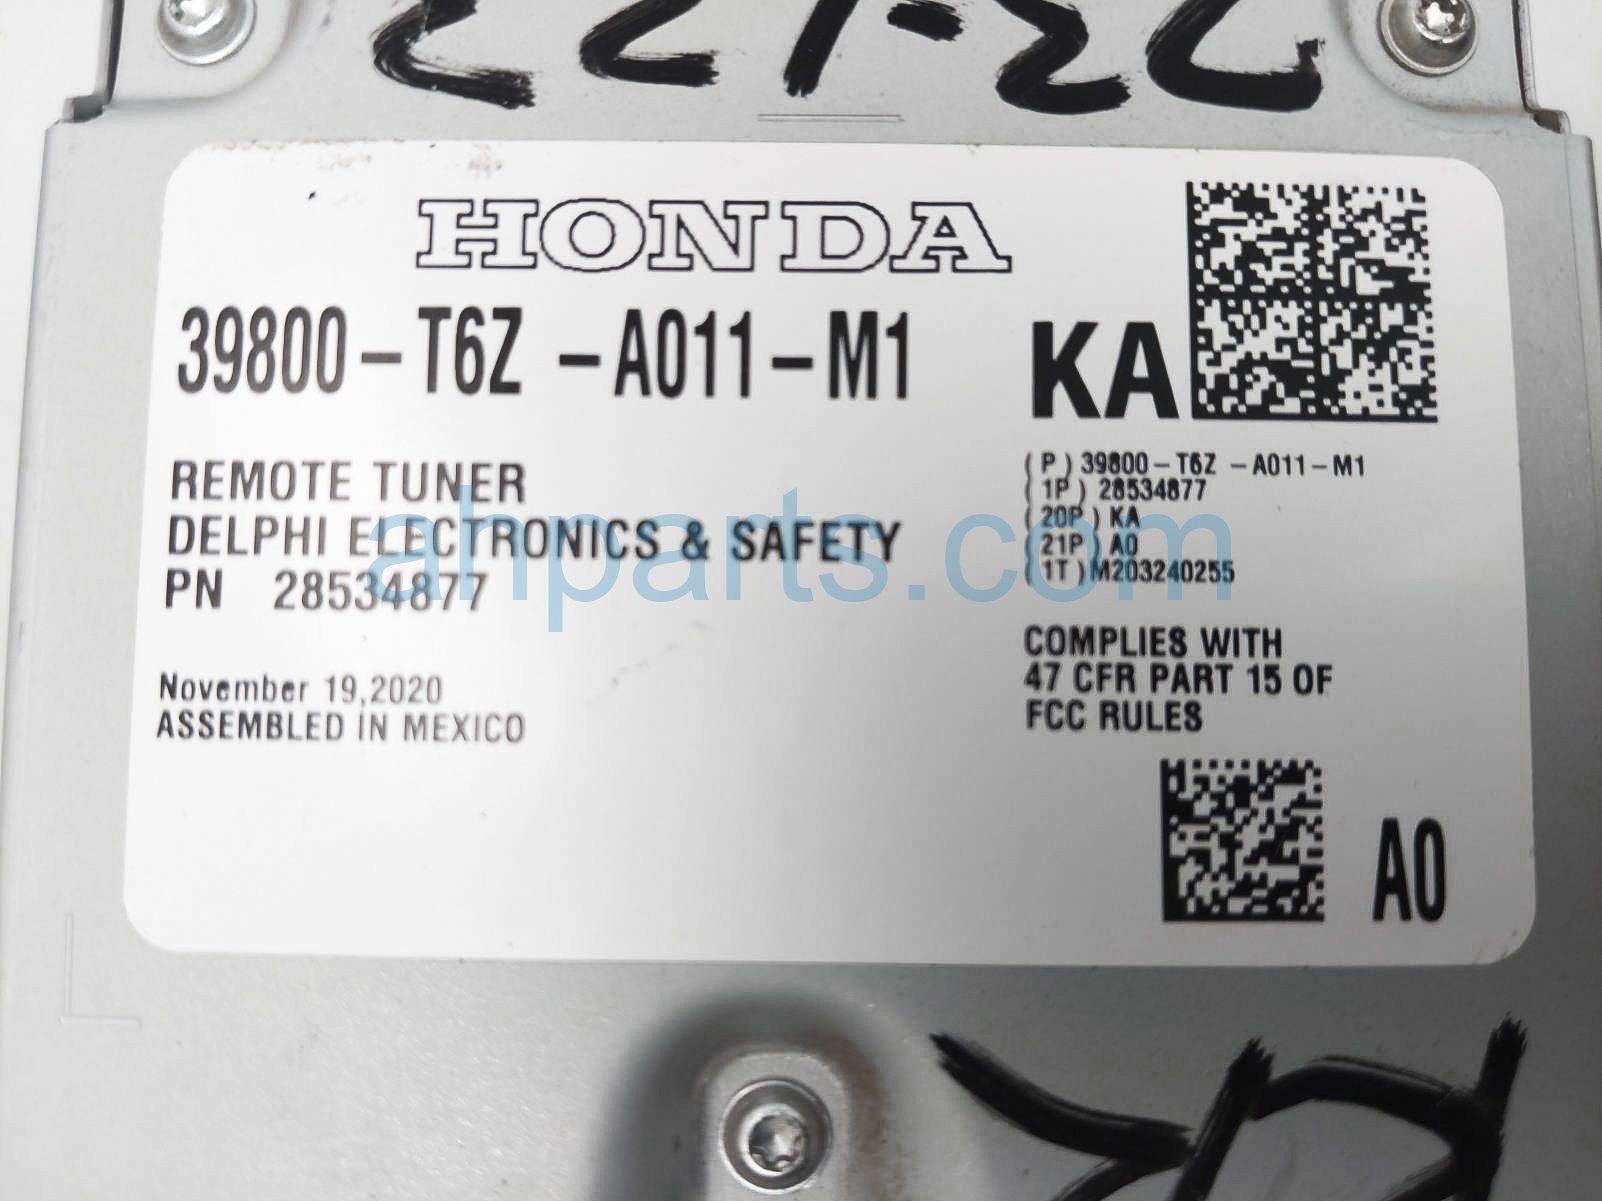 HONDA
39800-T6Z -A011-M1
KA
REMOTE TUNER
DELPHI ELECTRONICS & SAFETY
PN 28534877
November 19,2020
ASSEMBLED IN MEXICO
(P) 39800-T6Z -A011-M1
(1P) 28534877
(20P) KA
(21P) A0
(1T) M203240255
COMPLIES WITH
47 CFR PART 15 OF
FCC RULES
A0
ahparts.com